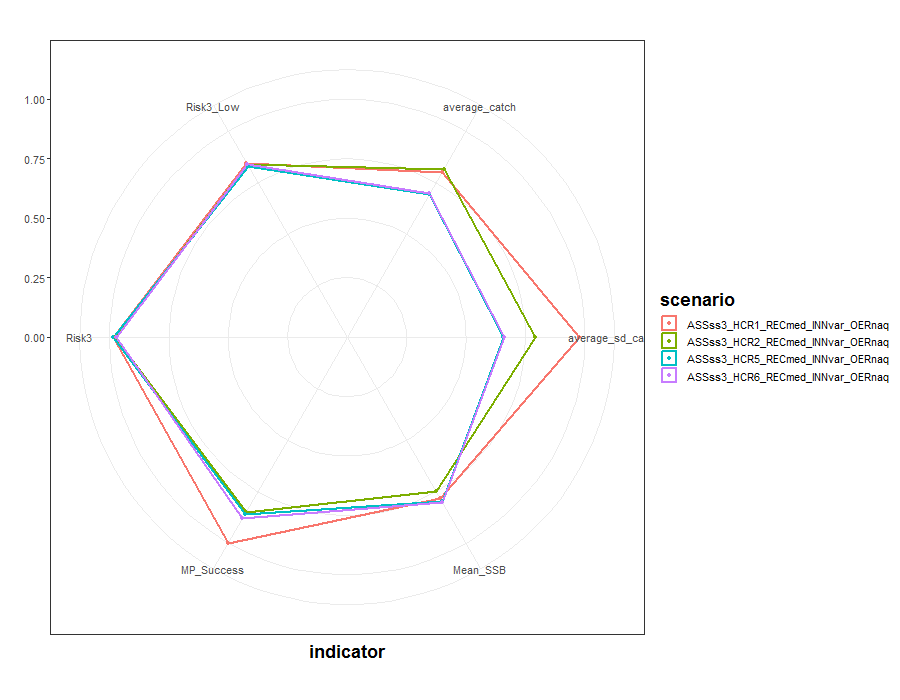 1.00
0.75
0.50
0.25
0.00
Risk3_Low
average_catch
Risk3
average_sd_ca
MP_Success
Mean_SSB
indicator
scenario
ASSss3_HCR1_RECmed_INNvar_OERnaq
ASSss3_HCR2_RECmed_INNvar_OERnaq
ASSss3_HCR5_RECmed_INNvar_OERnaq
ASSss3_HCR6_RECmed_INNvar_OERnaq